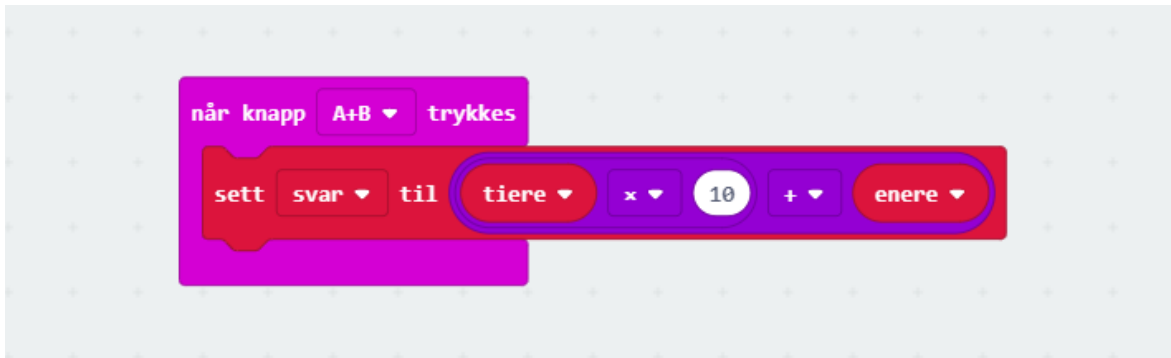 når knapp A+B trykkes
sett svar til tiere x 10 + enere